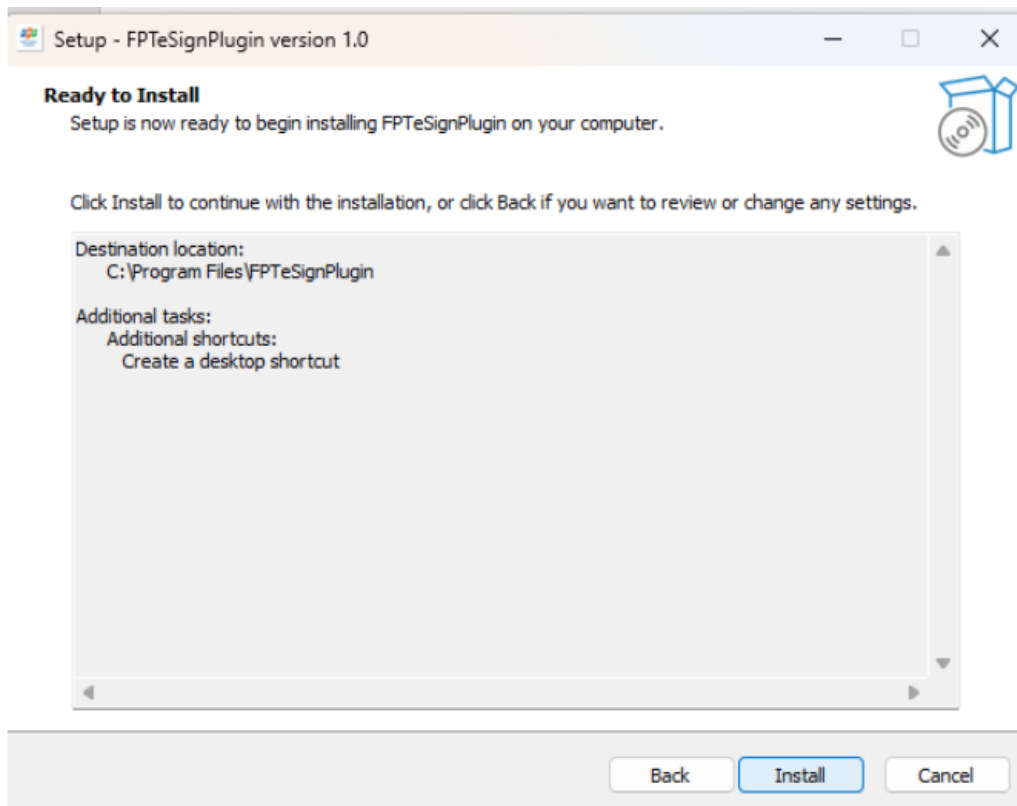 Setup - FPTeSignPlugin version 1.0
Ready to Install
Setup is now ready to begin installing FPTeSignPlugin on your computer.
Click Install to continue with the installation, or click Back if you want to review or change any settings.
Destination location:
C:\Program Files\FPTeSignPlugin
Additional tasks:
Additional shortcuts:
Create a desktop shortcut
Back
Install
Cancel